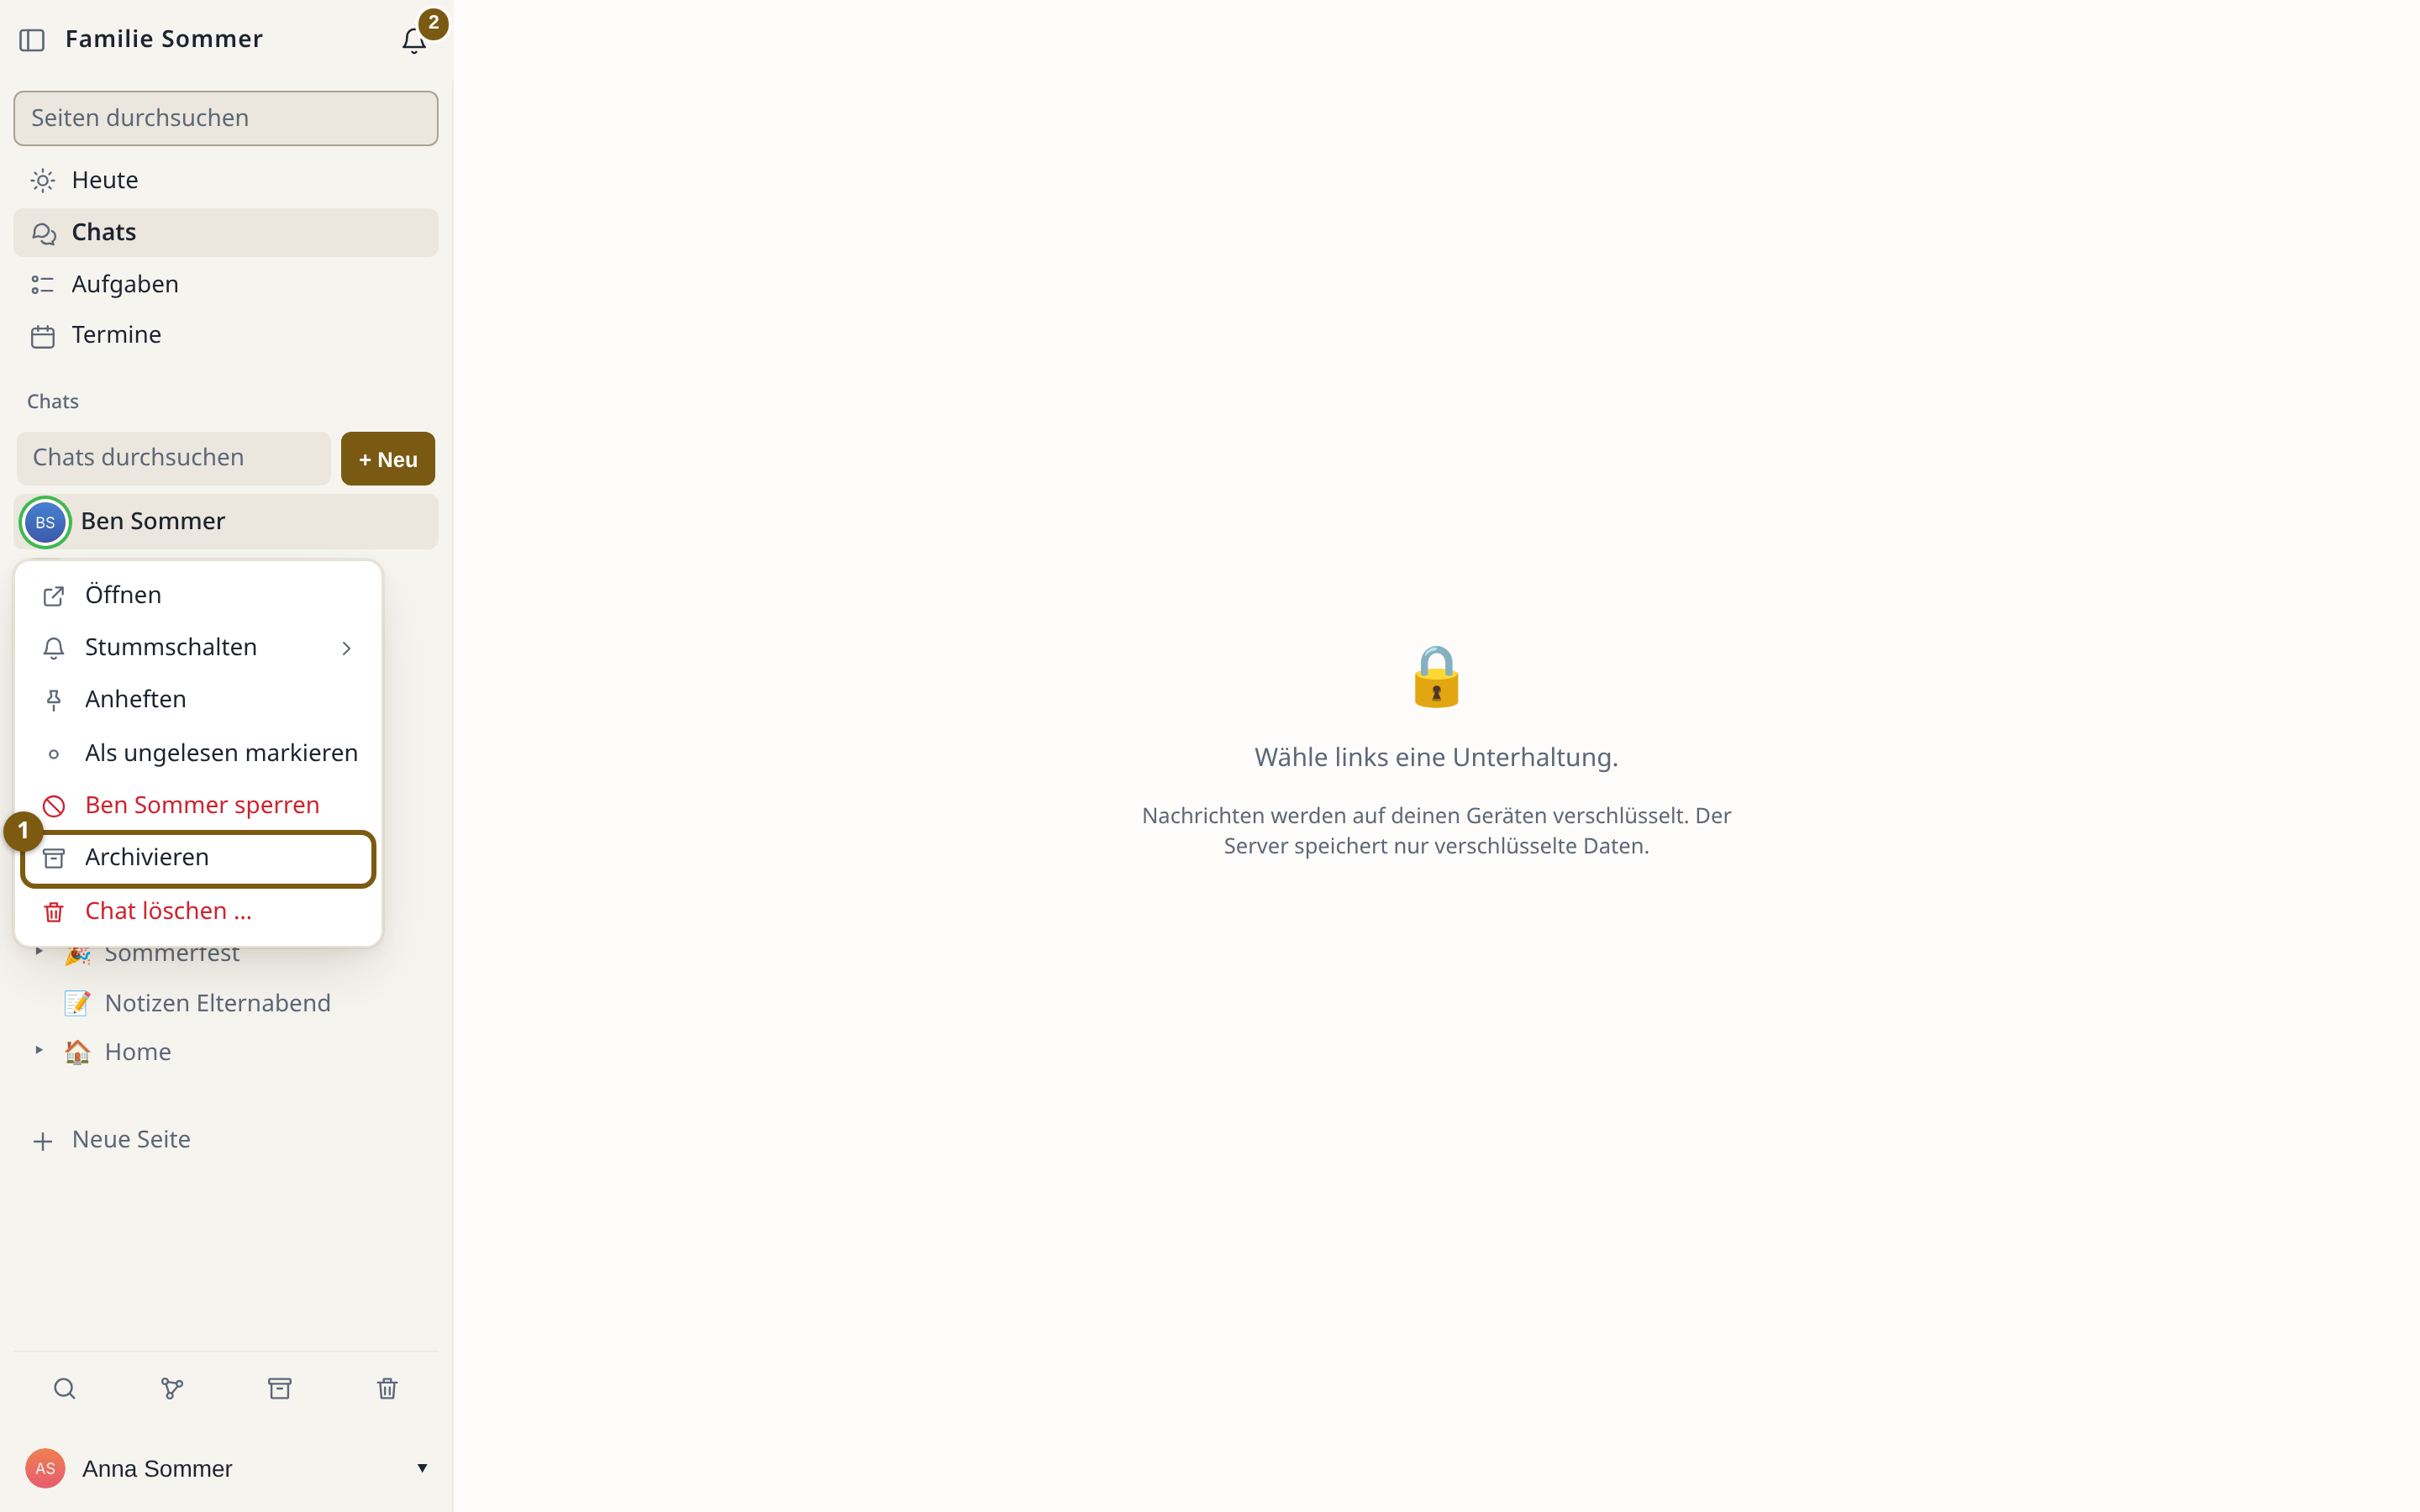 Familie Sommer
2
Seiten durchsuchen
Heute
Chats
Aufgaben
Termine
Chats
Chats durchsuchen
+ Neu
BS
Ben Sommer
Öffnen
Stummschalten
Anheften
Als ungelesen markieren
Ben Sommer sperren
1
Archivieren
Chat löschen ...
Sommerfest
Notizen Elternabend
Home
Neue Seite
AS
Anna Sommer
Wähle links eine Unterhaltung.
Nachrichten werden auf deinen Geräten verschlüsselt. Der
Server speichert nur verschlüsselte Daten.